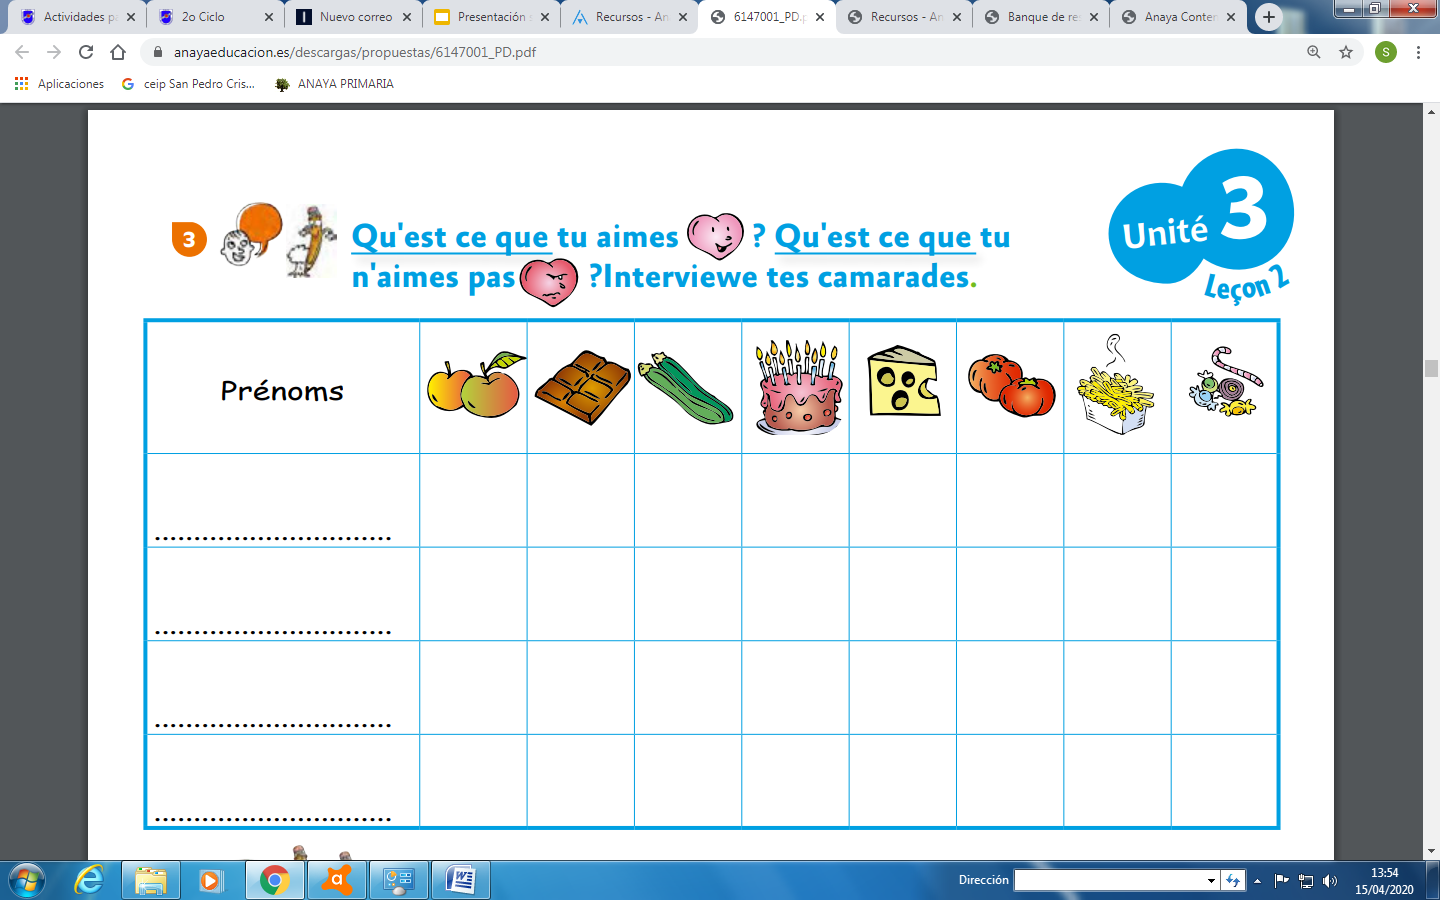 Actividades pa
2o Ciclo
Nuevo correo
Presentación
Recursos - An
6147001_PD.p
Recursos - An
Banque de re
Anaya Conter
anayaeducacion.es/descargas/propuestas/6147001_PD.pdf
S
Aplicaciones
ceip San Pedro Cris...
ANAYA PRIMARIA
Unité 3
Leçon 2
3
Qu'est ce que tu aimes ? Qu'est ce que tu
n'aimes pas ?Interviewe tes camarades.
Prénoms
..............................
..............................
..............................
..............................
Dirección
13:54
15/04/2020